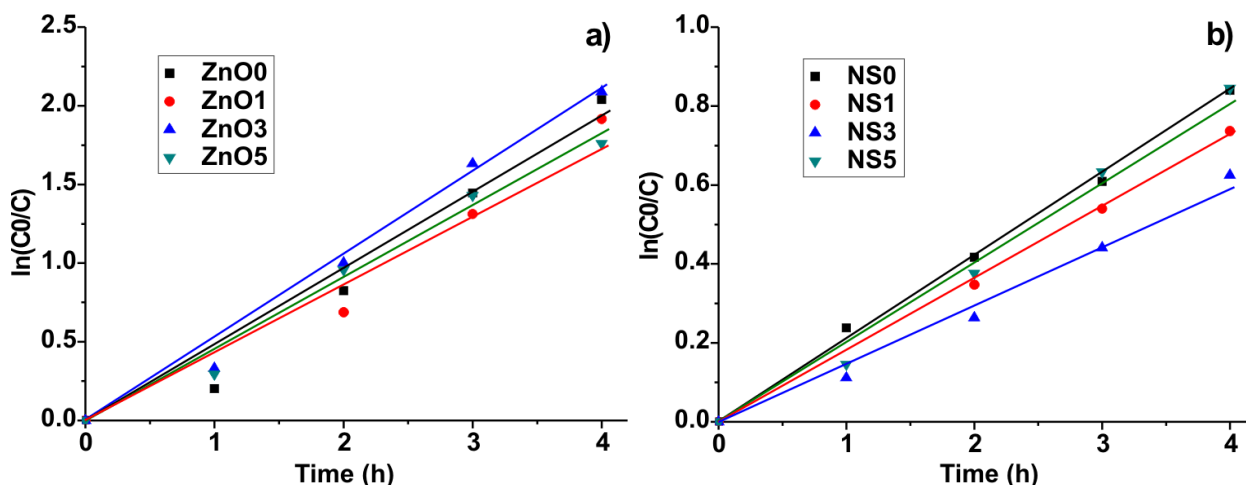 a)
ZnO0
ZnO1
ZnO3
ZnO5
2.5
2.0
1.5
1.0
0.5
0.0
ln(C0/C)
0 1 2 3 4
Time (h)
b)
NS0
NS1
NS3
NS5
1.0
0.8
0.6
0.4
0.2
0.0
ln(C0/C)
0 1 2 3 4
Time (h)